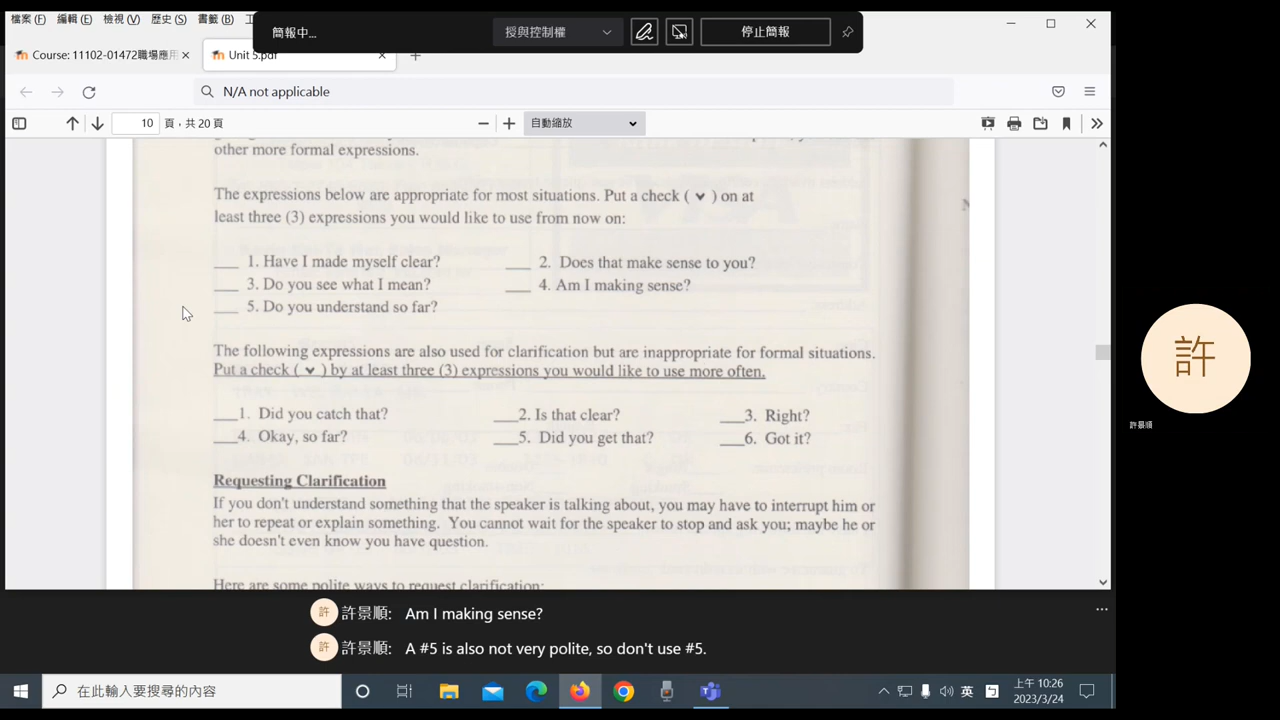 檔案(F) 編輯(E) 檢視(V) 歷史(S) 書籤(B)
簡報中...
授與控制權
停止簡報
Course: 11102-01472職場應用
Unit 5.pdf
N/A not applicable
10 頁，共 20 頁
自動縮放
other more formal expressions.
The expressions below are appropriate for most situations. Put a check ( ✓ ) on at
least three (3) expressions you would like to use from now on:
___ 1. Have I made myself clear? ___ 2. Does that make sense to you?
___ 3. Do you see what I mean? ___ 4. Am I making sense?
___ 5. Do you understand so far?
The following expressions are also used for clarification but are inappropriate for formal situations.
Put a check ( ✓ ) by at least three (3) expressions you would like to use more often.
___1. Did you catch that? ___2. Is that clear? ___3. Right?
___4. Okay, so far? ___5. Did you get that? ___6. Got it?
Requesting Clarification
If you don't understand something that the speaker is talking about, you may have to interrupt him or
her to repeat or explain something. You cannot wait for the speaker to stop and ask you; maybe he or
she doesn't even know you have question.
Here are some polite ways to request clarification:
許
許景順
許 許景順: Am I making sense?
許 許景順: A #5 is also not very polite, so don't use #5.
在此輸入要搜尋的內容
英
上午 10:26
2023/3/24